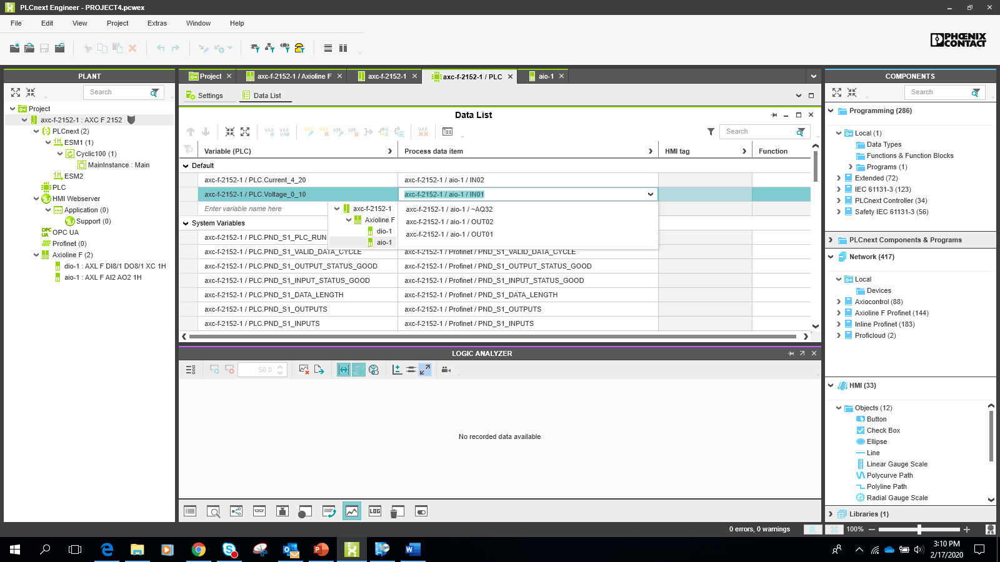 PLCnext Engineer - PROJECT4.pcwex
File Edit View Project Extras Window Help
PHŒNIX CONTACT
PLANT
Search
Project
axc-f-2152-1 : AXC F 2152
PLCnext (2)
ESM1 (1)
Cyclic100 (1)
MainInstance : Main
ESM2
PLC
HMI Webserver
Application (0)
Support (0)
OPC UA
OPC UA
Profinet (0)
Axioline F (2)
dio-1 : AXL F DI8/1 DO8/1 XC 1H
aio-1 : AXL F AI2 AO2 1H
Project axc-f-2152-1 / Axioline F axc-f-2152-1 axc-f-2152-1 / PLC aio-1
Settings Data List
Data List
VAR VAR VAR VAR HMI HMI VAR
Search
Variable (PLC) Process data item HMI tag Function
Default
axc-f-2152-1 / PLC.Current_4_20 axc-f-2152-1 / aio-1 / IN02
axc-f-2152-1 / PLC.Voltage_0_10 axc-f-2152-1 / aio-1 / IN01
Enter variable name here
axc-f-2152-1
Axioline F
dio-1
aio-1
axc-f-2152-1 / aio-1 / ~AQ32
axc-f-2152-1 / aio-1 / OUT02
axc-f-2152-1 / aio-1 / OUT01
System Variables
axc-f-2152-1 / PLC.PND_S1_PLC_RUN
axc-f-2152-1 / PLC.PND_S1_VALID_DATA_CYCLE axc-f-2152-1 / Profinet / PND_S1_VALID_DATA_CYCLE
axc-f-2152-1 / PLC.PND_S1_OUTPUT_STATUS_GOOD axc-f-2152-1 / Profinet / PND_S1_OUTPUT_STATUS_GOOD
axc-f-2152-1 / PLC.PND_S1_INPUT_STATUS_GOOD axc-f-2152-1 / Profinet / PND_S1_INPUT_STATUS_GOOD
axc-f-2152-1 / PLC.PND_S1_DATA_LENGTH axc-f-2152-1 / Profinet / PND_S1_DATA_LENGTH
axc-f-2152-1 / PLC.PND_S1_OUTPUTS axc-f-2152-1 / Profinet / PND_S1_OUTPUTS
axc-f-2152-1 / PLC.PND_S1_INPUTS axc-f-2152-1 / Profinet / PND_S1_INPUTS
LOGIC ANALYZER
50.0
No recorded data available
LOG
COMPONENTS
Search
Programming (286)
Local (1)
Data Types
Functions & Function Blocks
Programs (1)
Extended (72)
IEC 61131-3 (123)
PLCnext Controller (34)
Safety IEC 61131-3 (56)
PLCnext Components & Programs
Network (417)
Local
Devices
Axiocontrol (88)
Axioline F Profinet (144)
Inline Profinet (183)
Proficloud (2)
HMI (33)
Objects (12)
Button
Check Box
Ellipse
Line
Linear Gauge Scale
Polycurve Path
Polyline Path
Radial Gauge Scale
Libraries (1)
0 errors, 0 warnings 100%
3:10 PM
2/17/2020